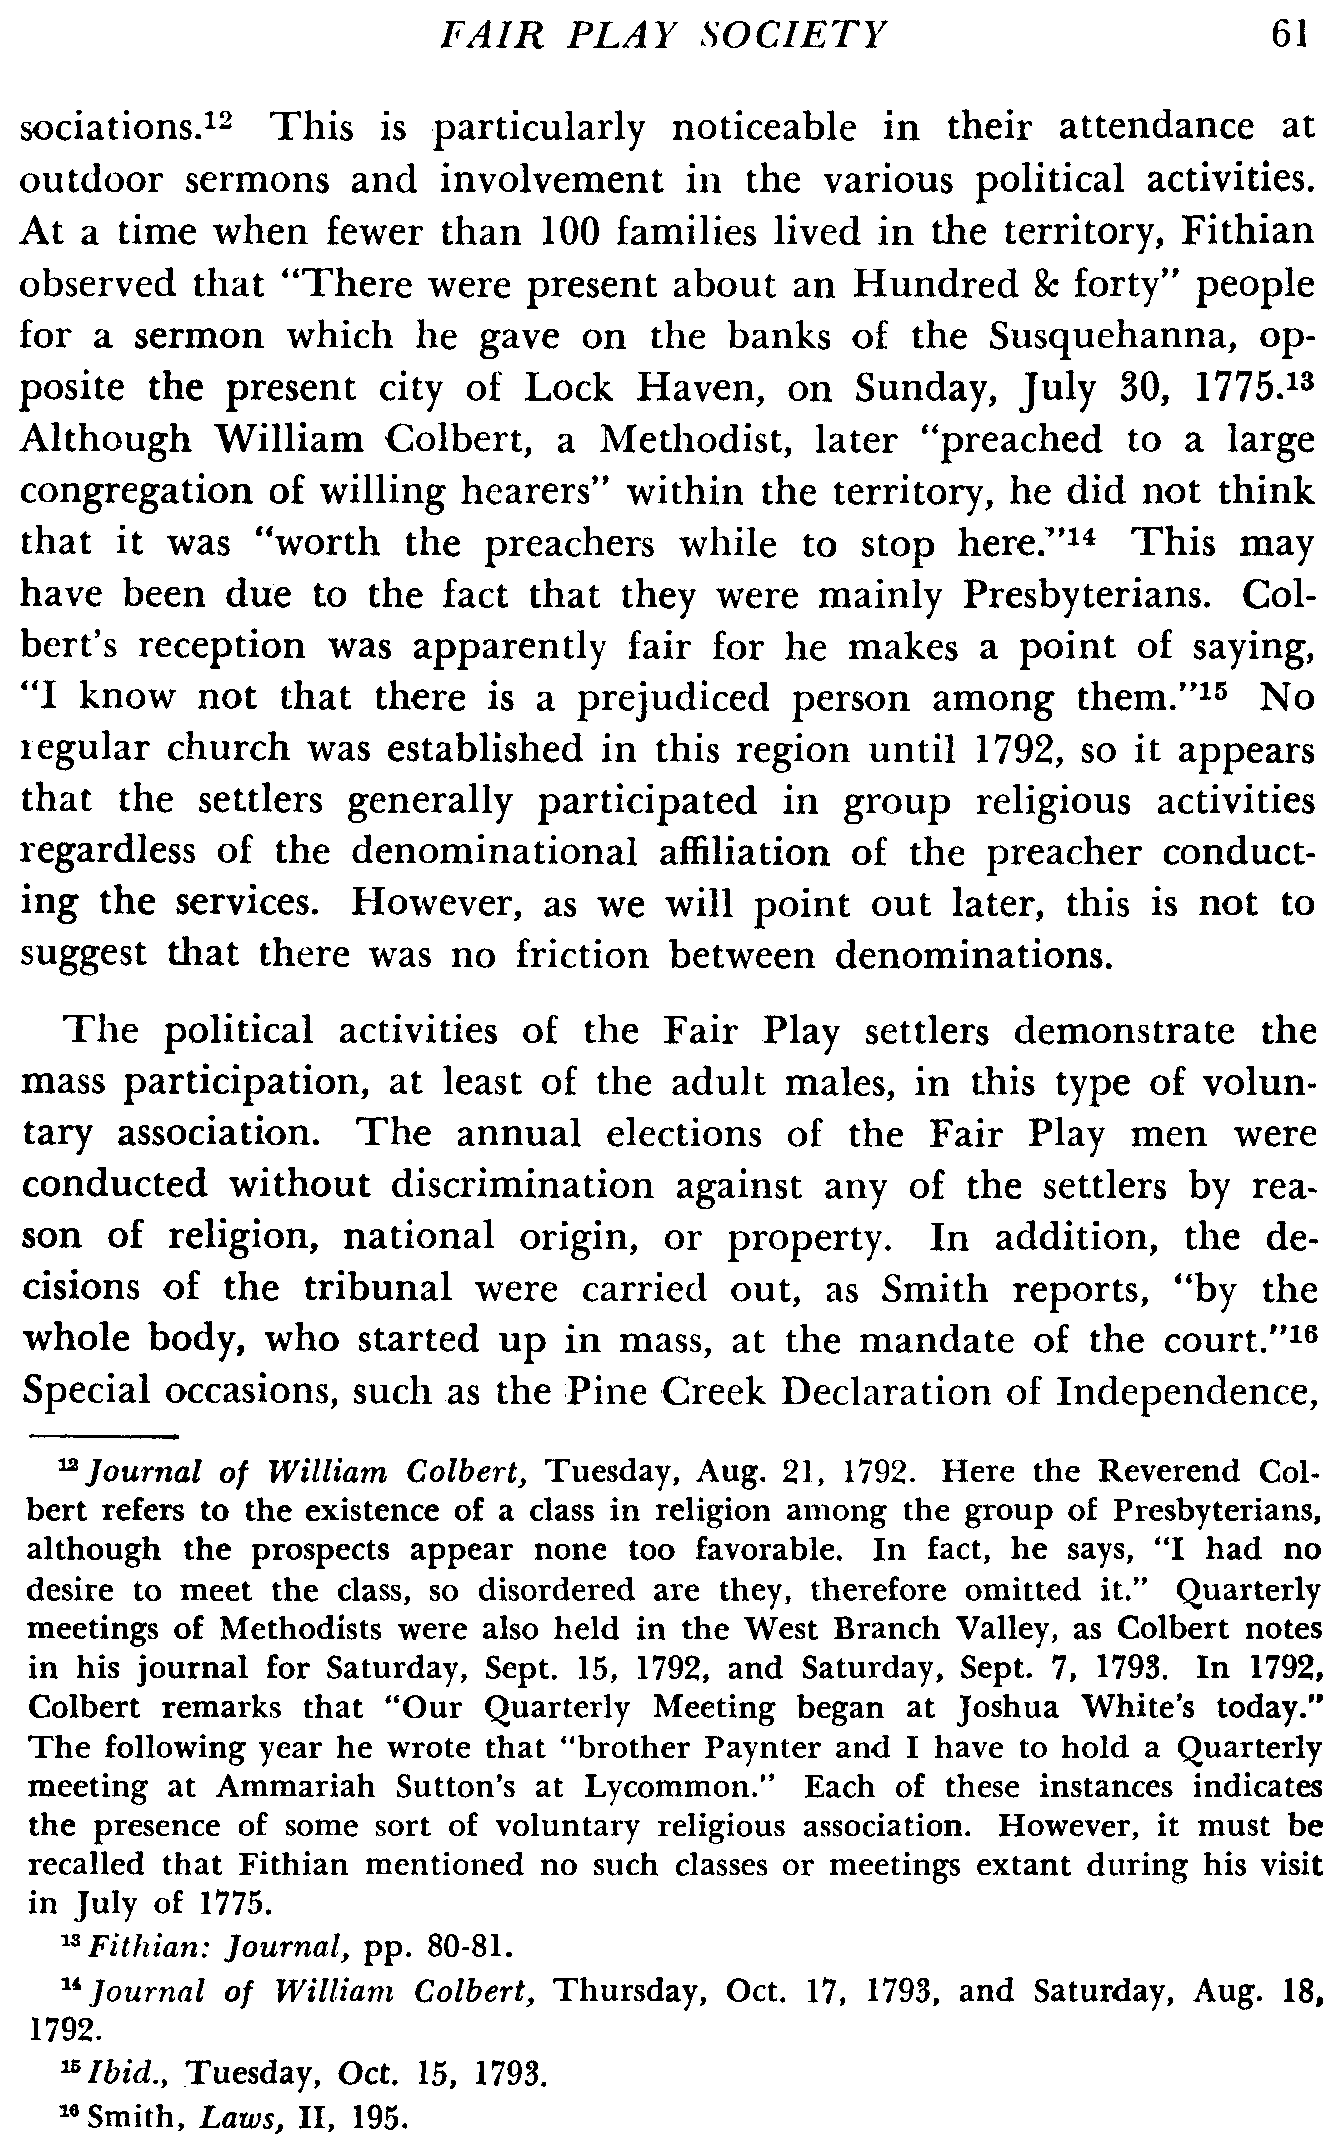 FAIR PLAY SOCIETY 61
sociations.¹² This is particularly noticeable in their attendance at
outdoor sermons and involvement in the various political activities.
At a time when fewer than 100 families lived in the territory, Fithian
observed that “There were present about an Hundred & forty” people
for a sermon which he gave on the banks of the Susquehanna, op-
posite the present city of Lock Haven, on Sunday, July 30, 1775.¹³
Although William Colbert, a Methodist, later “preached to a large
congregation of willing hearers” within the territory, he did not think
that it was “worth the preachers while to stop here.”¹⁴ This may
have been due to the fact that they were mainly Presbyterians. Col-
bert’s reception was apparently fair for he makes a point of saying,
“I know not that there is a prejudiced person among them.”¹⁵ No
regular church was established in this region until 1792, so it appears
that the settlers generally participated in group religious activities
regardless of the denominational affiliation of the preacher conduct-
ing the services. However, as we will point out later, this is not to
suggest that there was no friction between denominations.
The political activities of the Fair Play settlers demonstrate the
mass participation, at least of the adult males, in this type of volun-
tary association. The annual elections of the Fair Play men were
conducted without discrimination against any of the settlers by rea-
son of religion, national origin, or property. In addition, the de-
cisions of the tribunal were carried out, as Smith reports, “by the
whole body, who started up in mass, at the mandate of the court.”¹⁶
Special occasions, such as the Pine Creek Declaration of Independence,
¹² Journal of William Colbert, Tuesday, Aug. 21, 1792. Here the Reverend Col-
bert refers to the existence of a class in religion among the group of Presbyterians,
although the prospects appear none too favorable. In fact, he says, “I had no
desire to meet the class, so disordered are they, therefore omitted it.” Quarterly
meetings of Methodists were also held in the West Branch Valley, as Colbert notes
in his journal for Saturday, Sept. 15, 1792, and Saturday, Sept. 7, 1793. In 1792,
Colbert remarks that “Our Quarterly Meeting began at Joshua White’s today.”
The following year he wrote that “brother Paynter and I have to hold a Quarterly
meeting at Ammariah Sutton’s at Lycommon.” Each of these instances indicates
the presence of some sort of voluntary religious association. However, it must be
recalled that Fithian mentioned no such classes or meetings extant during his visit
in July of 1775.
¹³ Fithian: Journal, pp. 80-81.
¹⁴ Journal of William Colbert, Thursday, Oct. 17, 1793, and Saturday, Aug. 18,
1792.
¹⁵ Ibid., Tuesday, Oct. 15, 1793.
¹⁶ Smith, Laws, II, 195.